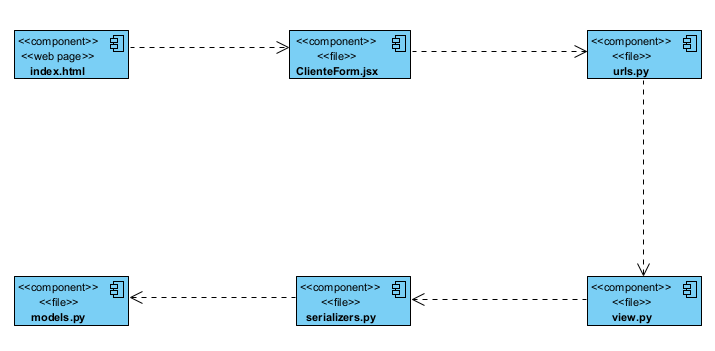 <<component>>
<<web page>>
index.html
<<component>>
<<file>>
ClienteForm.jsx
<<component>>
<<file>>
urls.py
<<component>>
<<file>>
models.py
<<component>>
<<file>>
serializers.py
<<component>>
<<file>>
view.py